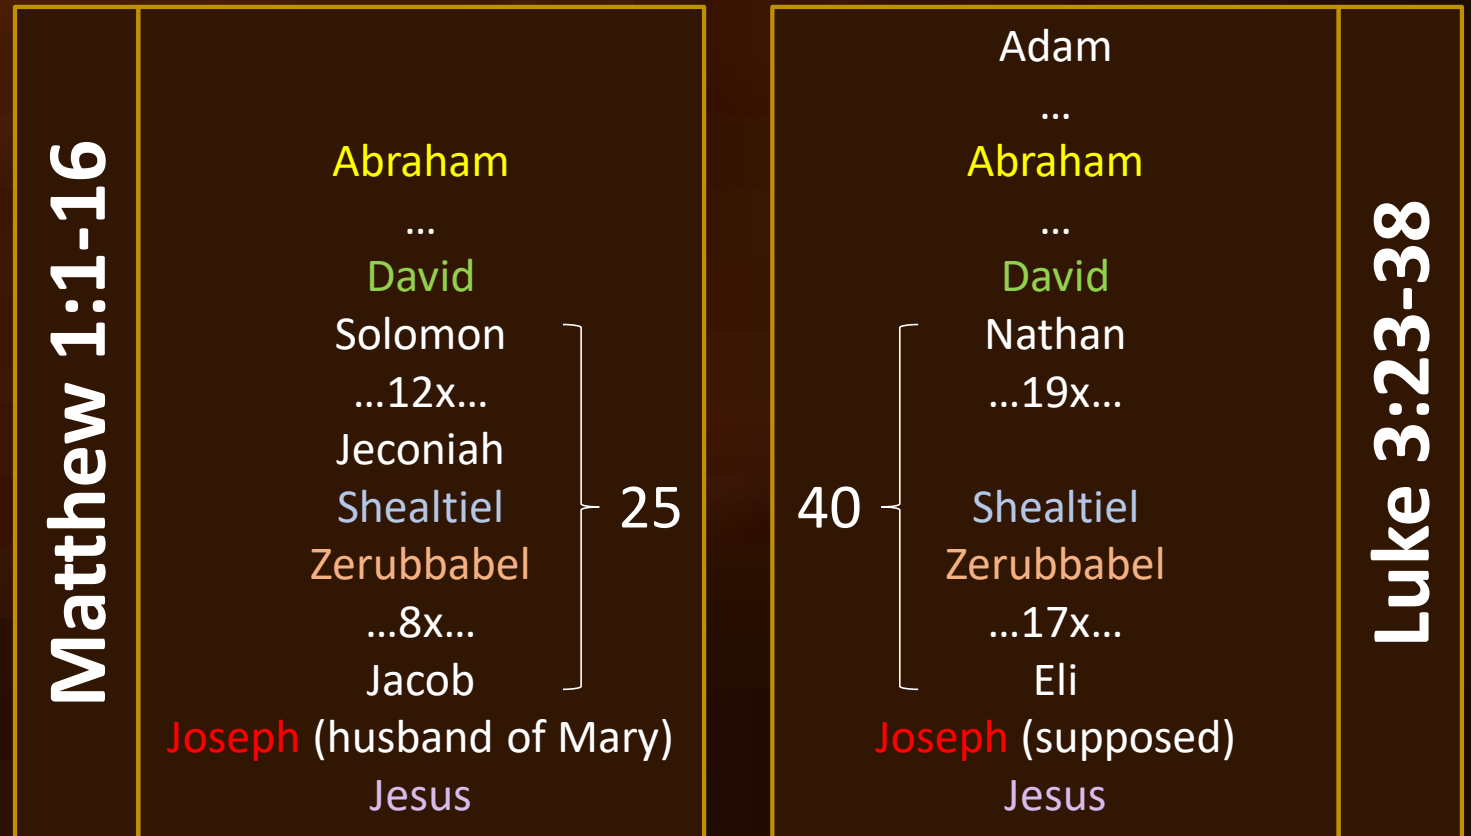 Matthew 1:1-16
Abraham
...
David
Solomon
...12x...
Jeconiah
Shealtiel
Zerubbabel
...8x...
Jacob
Joseph (husband of Mary)
Jesus
25
Adam
...
Abraham
...
David
Nathan
...19x...
Shealtiel
Zerubbabel
...17x...
Eli
Joseph (supposed)
Jesus
40
Luke 3:23-38